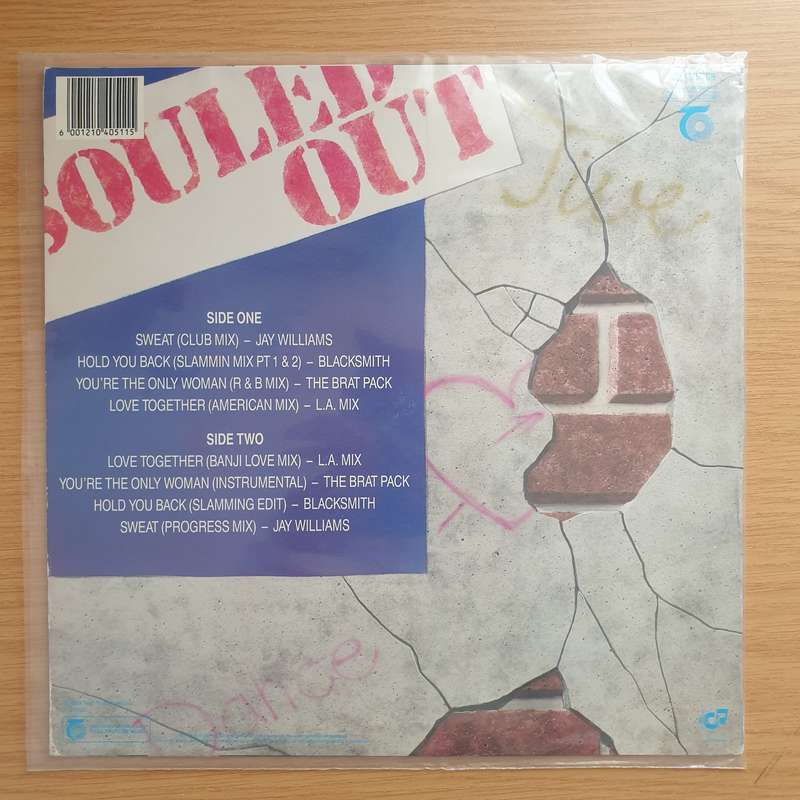 SOULED
OUT
6 001210 405115
Jive
SIDE ONE
SWEAT (CLUB MIX) – JAY WILLIAMS
HOLD YOU BACK (SLAMMIN MIX PT 1 & 2) – BLACKSMITH
YOU'RE THE ONLY WOMAN (R & B MIX) – THE BRAT PACK
LOVE TOGETHER (AMERICAN MIX) – L.A. MIX
SIDE TWO
LOVE TOGETHER (BANJI LOVE MIX) – L.A. MIX
YOU'RE THE ONLY WOMAN (INSTRUMENTAL) – THE BRAT PACK
HOLD YOU BACK (SLAMMING EDIT) – BLACKSMITH
SWEAT (PROGRESS MIX) – JAY WILLIAMS
Dance